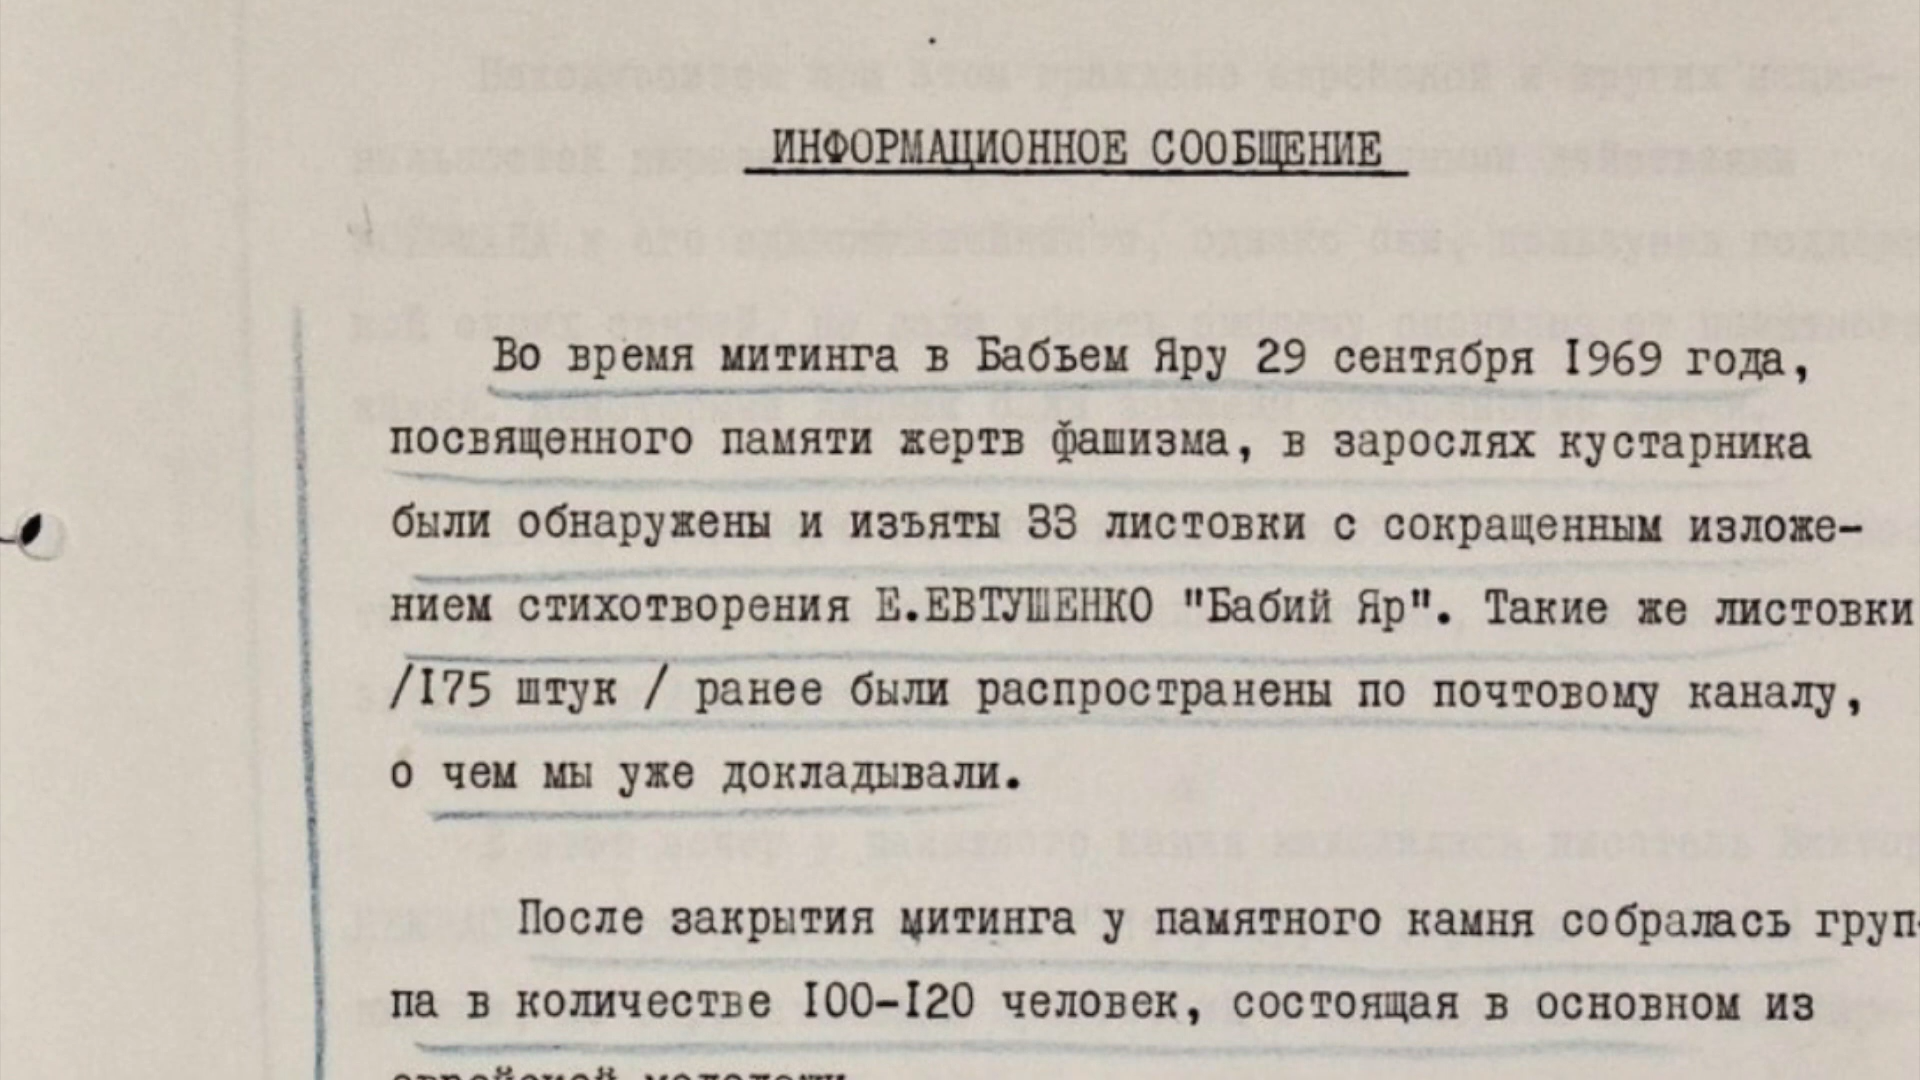 ИНФОРМАЦИОННОЕ СООБЩЕНИЕ
Во время митинга в Бабьем Яру 29 сентября 1969 года,
посвященного памяти жертв фашизма, в зарослях кустарника
были обнаружены и изъяты 33 листовки с сокращенным изложе-
нием стихотворения Е.ЕВТУШЕНКО "Бабий Яр". Такие же листовки
/175 штук / ранее были распространены по почтовому каналу,
о чем мы уже докладывали.
После закрытия митинга у памятного камня собралась груп-
па в количестве 100-120 человек, состоящая в основном из
еврейской молодежи